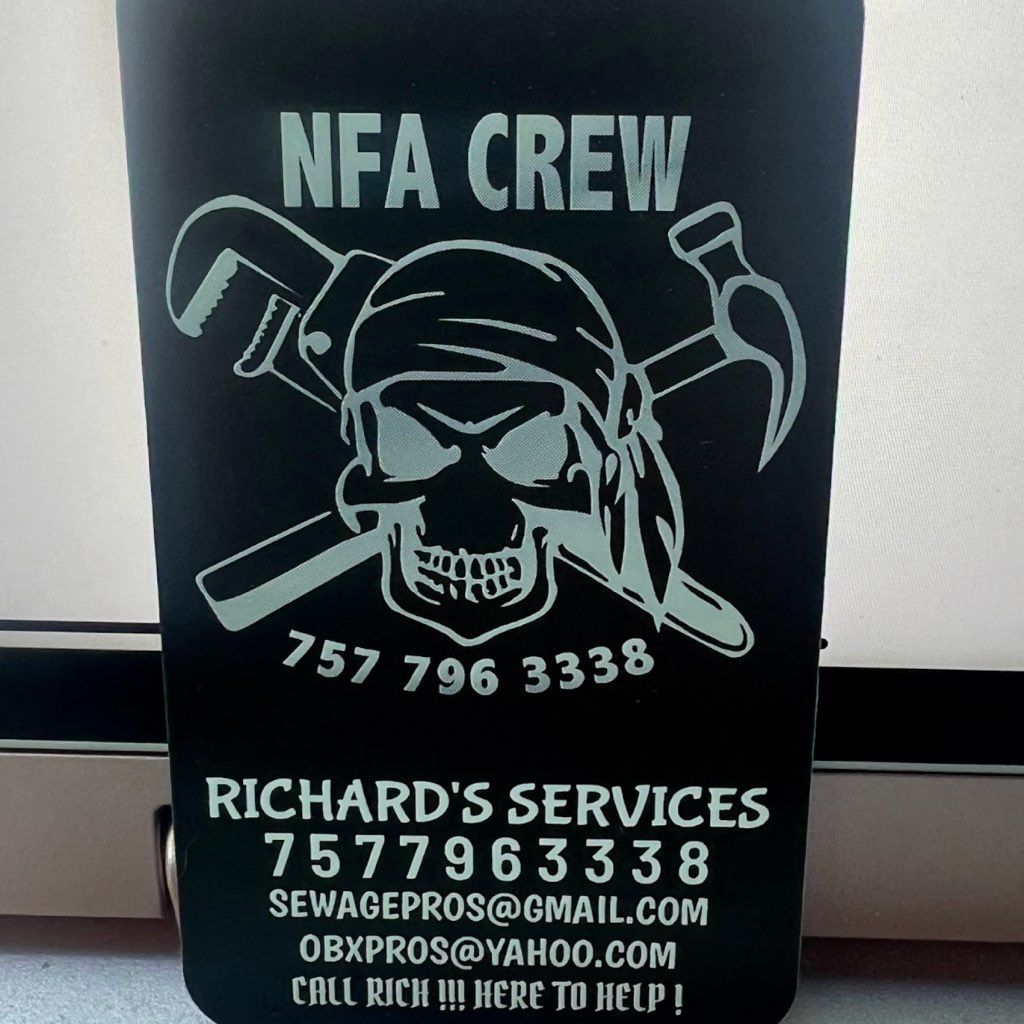 NFA CREW
757 796 3338
RICHARD'S SERVICES
7577963338
SEWAGEPROS@GMAIL.COM
OBXPROS@YAHOO.COM
CALL RICH !!! HERE TO HELP !